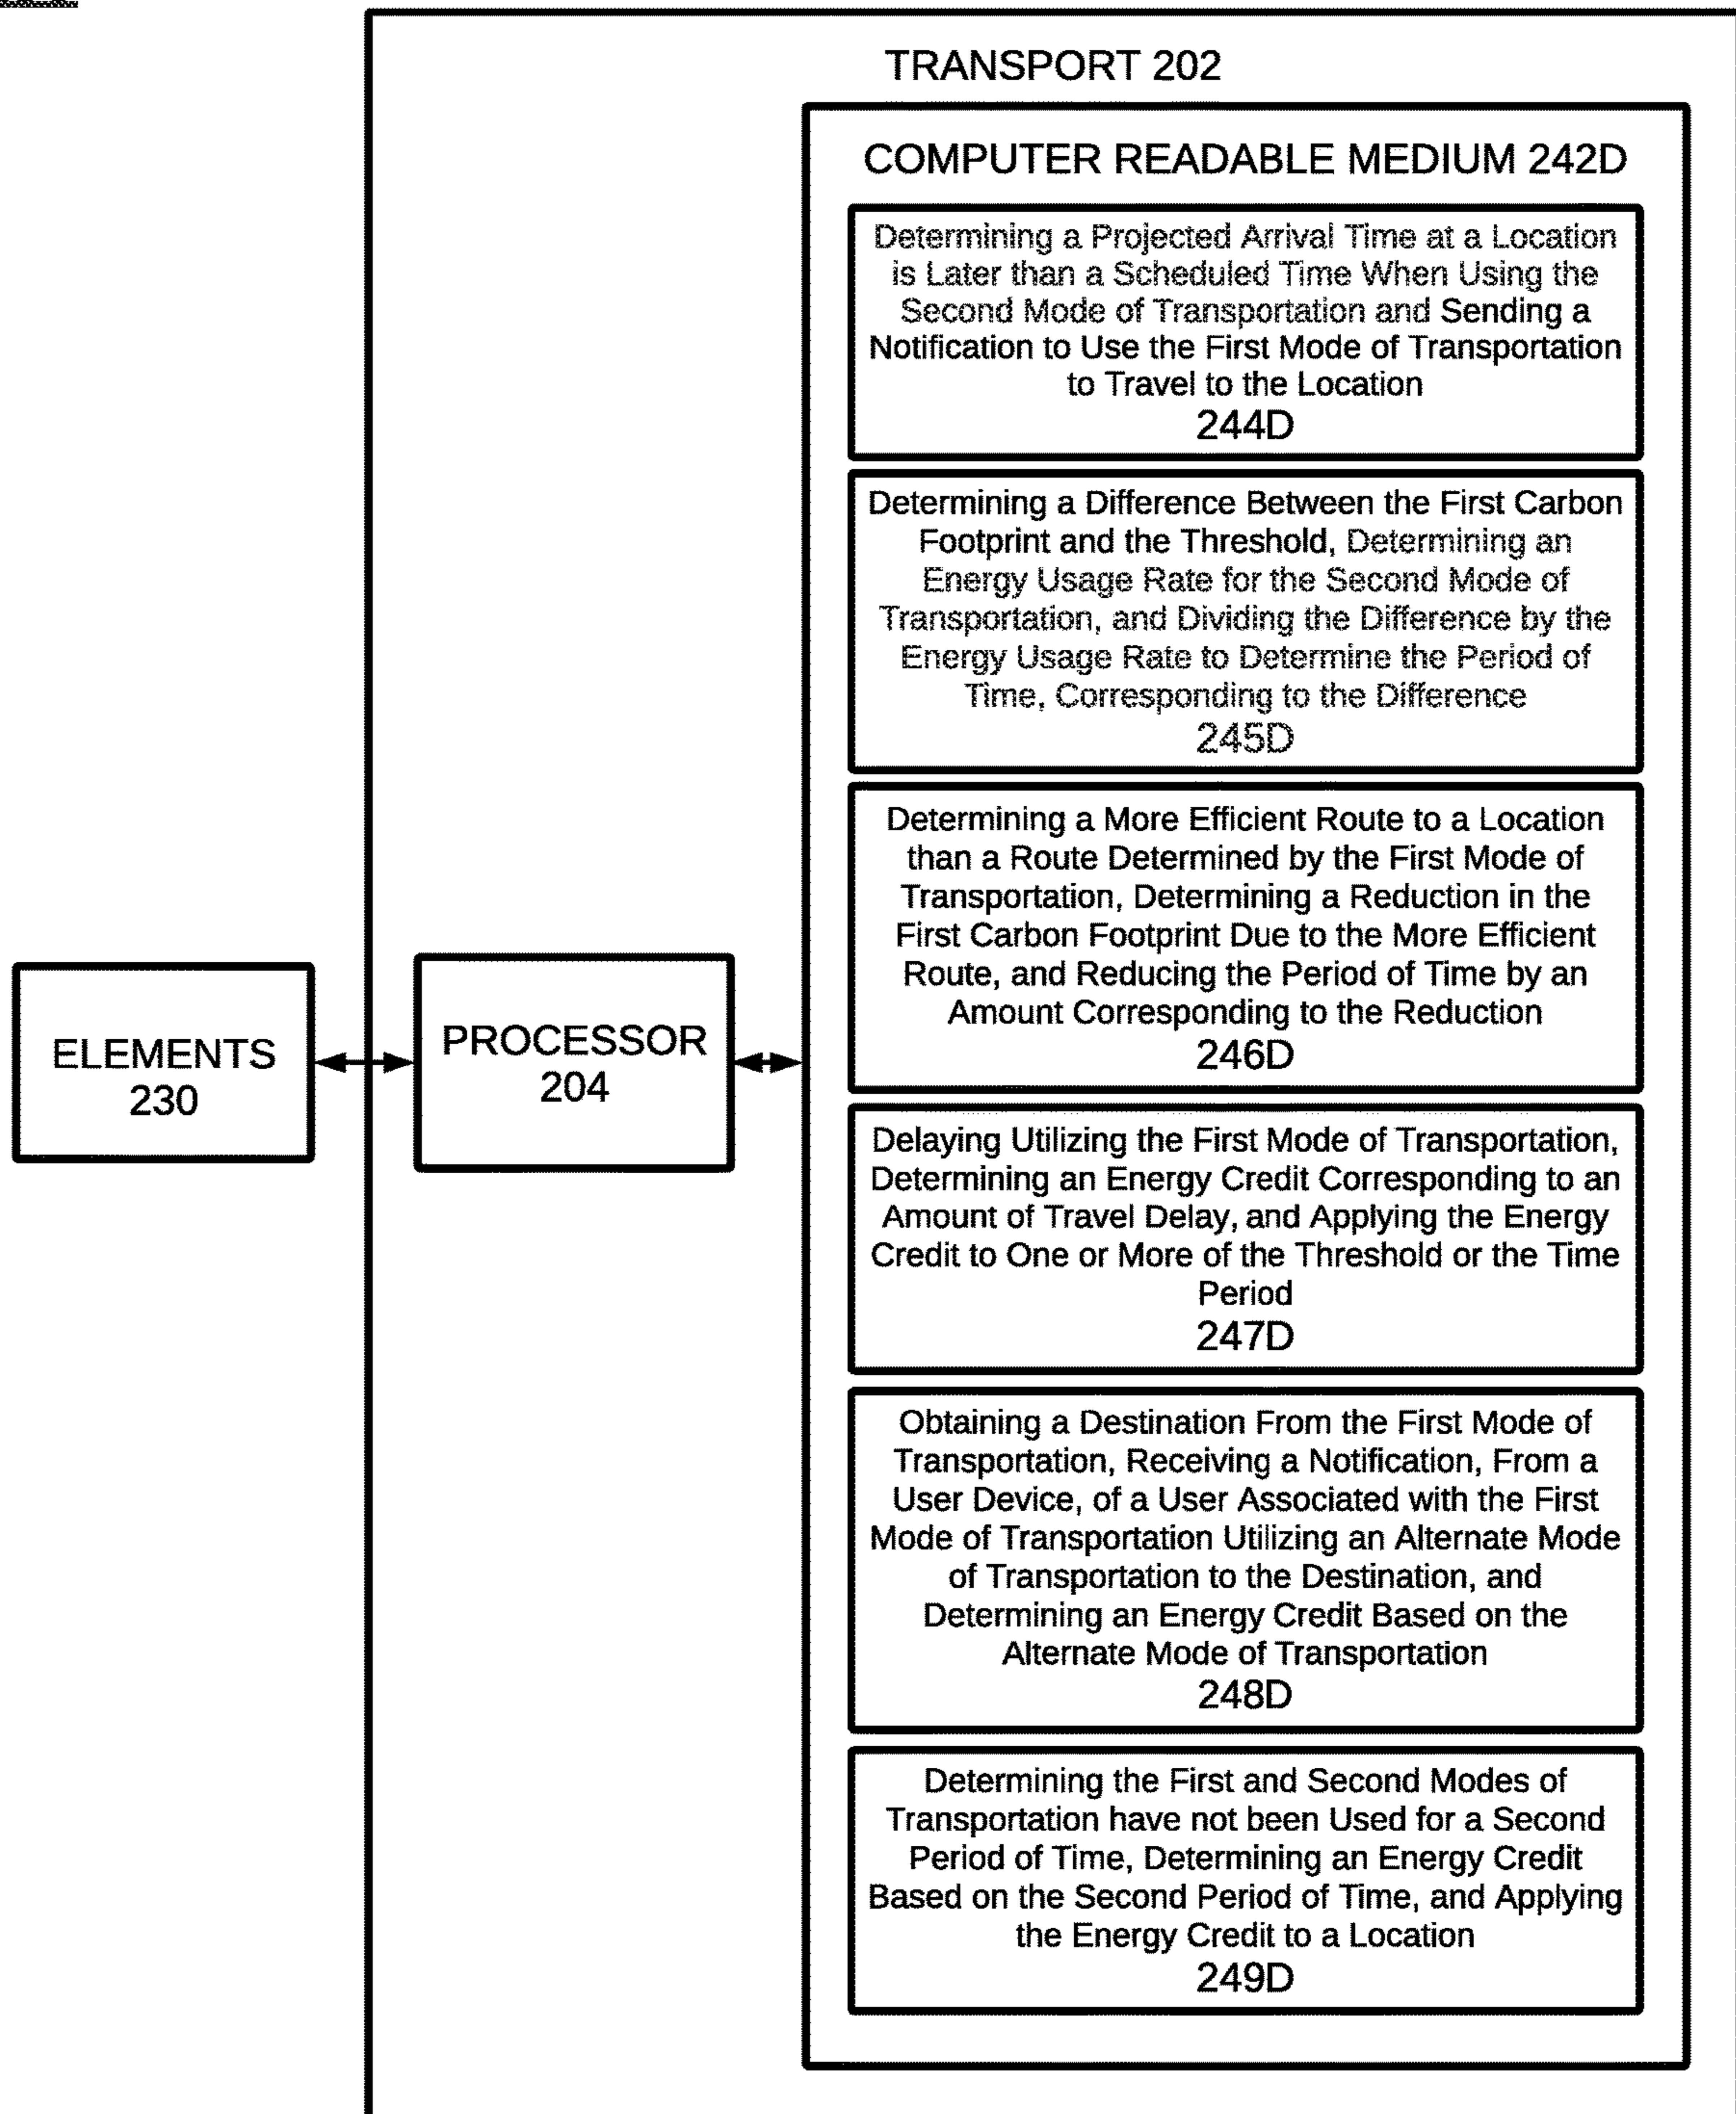 TRANSPORT 202
COMPUTER READABLE MEDIUM 242D
Determining a Projected Arrival Time at a Location
is Later than a Scheduled Time When Using the
Second Mode of Transportation and Sending a
Notification to Use the First Mode of Transportation
to Travel to the Location
244D
Determining a Difference Between the First Carbon
Footprint and the Threshold, Determining an
Energy Usage Rate for the Second Mode of
Transportation, and Dividing the Difference by the
Energy Usage Rate to Determine the Period of
Time, Corresponding to the Difference
245D
Determining a More Efficient Route to a Location
than a Route Determined by the First Mode of
Transportation, Determining a Reduction in the
First Carbon Footprint Due to the More Efficient
Route, and Reducing the Period of Time by an
Amount Corresponding to the Reduction
246D
ELEMENTS
230
PROCESSOR
204
Delaying Utilizing the First Mode of Transportation,
Determining an Energy Credit Corresponding to an
Amount of Travel Delay, and Applying the Energy
Credit to One or More of the Threshold or the Time
Period
247D
Obtaining a Destination From the First Mode of
Transportation, Receiving a Notification, From a
User Device, of a User Associated with the First
Mode of Transportation Utilizing an Alternate Mode
of Transportation to the Destination, and
Determining an Energy Credit Based on the
Alternate Mode of Transportation
248D
Determining the First and Second Modes of
Transportation have not been Used for a Second
Period of Time, Determining an Energy Credit
Based on the Second Period of Time, and Applying
the Energy Credit to a Location
249D